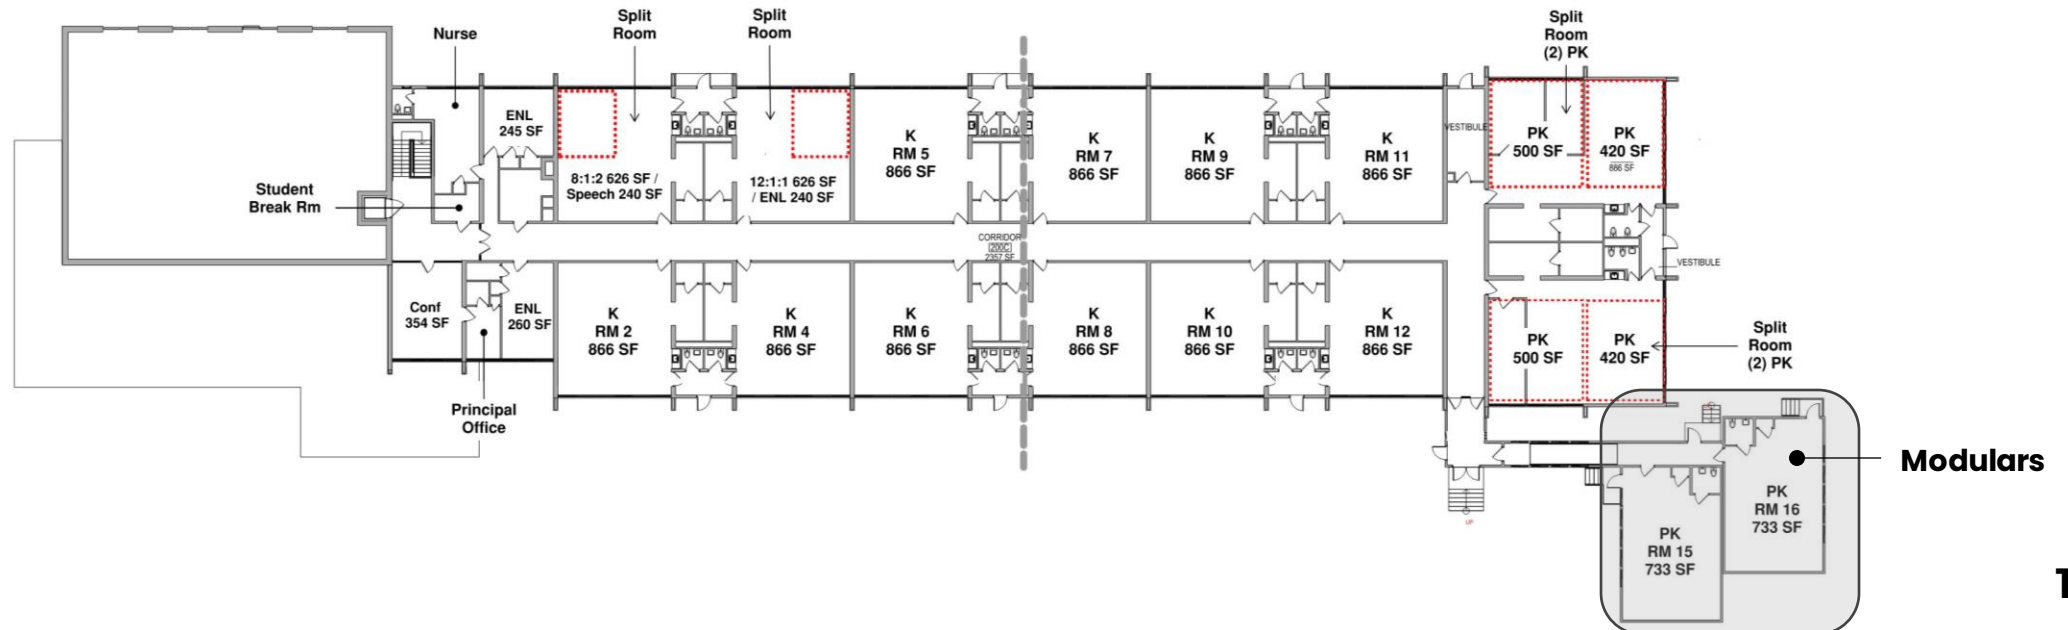 Split
Room
Split
Room
Split
Room
(2) PK
Nurse
ENL
245 SF
8:1:2 626 SF /
Speech 240 SF
12:1:1 626 SF
/ ENL 240 SF
K
RM 5
866 SF
K
RM 7
866 SF
K
RM 9
866 SF
K
RM 11
866 SF
VESTIBULE
PK
500 SF
PK
420 SF
886 SF
Student
Break Rm
CORRIDOR
200C
2357 SF
VESTIBULE
Conf
354 SF
ENL
260 SF
K
RM 2
866 SF
K
RM 4
866 SF
K
RM 6
866 SF
K
RM 8
866 SF
K
RM 10
866 SF
K
RM 12
866 SF
PK
500 SF
PK
420 SF
Split
Room
(2) PK
Principal
Office
Modulars
PK
RM 16
733 SF
UP
PK
RM 15
733 SF
1